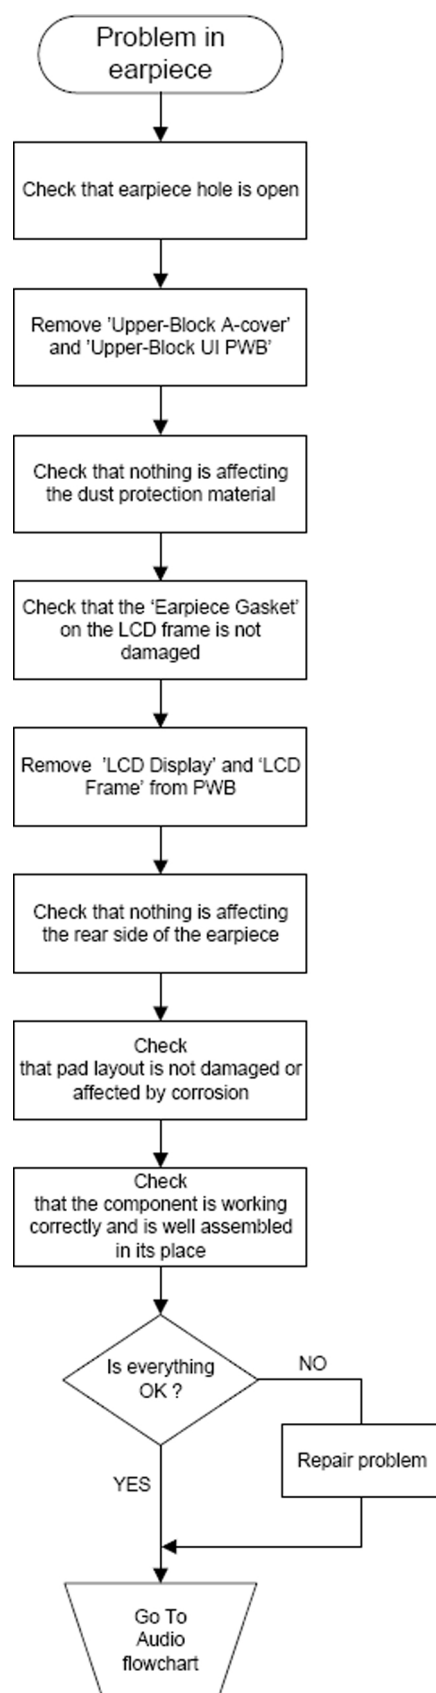 Problem in
earpiece
Check that earpiece hole is open
Remove ’Upper-Block A-cover’
and ’Upper-Block UI PWB’
Check that nothing is affecting
the dust protection material
Check that the ‘Earpiece Gasket’
on the LCD frame is not
damaged
Remove ’LCD Display’ and ‘LCD
Frame’ from PWB
Check that nothing is affecting
the rear side of the earpiece
Check
that pad layout is not damaged or
affected by corrosion
Check
that the component is working
correctly and is well assembled
in its place
Is everything
OK ?
NO
Repair problem
YES
Go To
Audio
flowchart